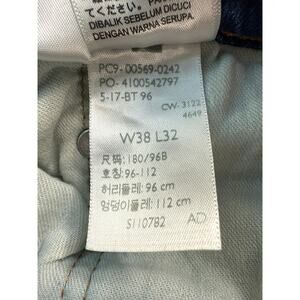 てください。
DIBALIK SEBELUM DICUCI
DENGAN WARNA SERUPA.
PC9- 00569-0242
PO- 4100542797
5-17-BT 96
CW- 3122
4649
W38 L32
尺码: 180/96B
호칭: 96-112
허리둘레: 96 cm
엉덩이둘레: 112 cm
S110782 AD